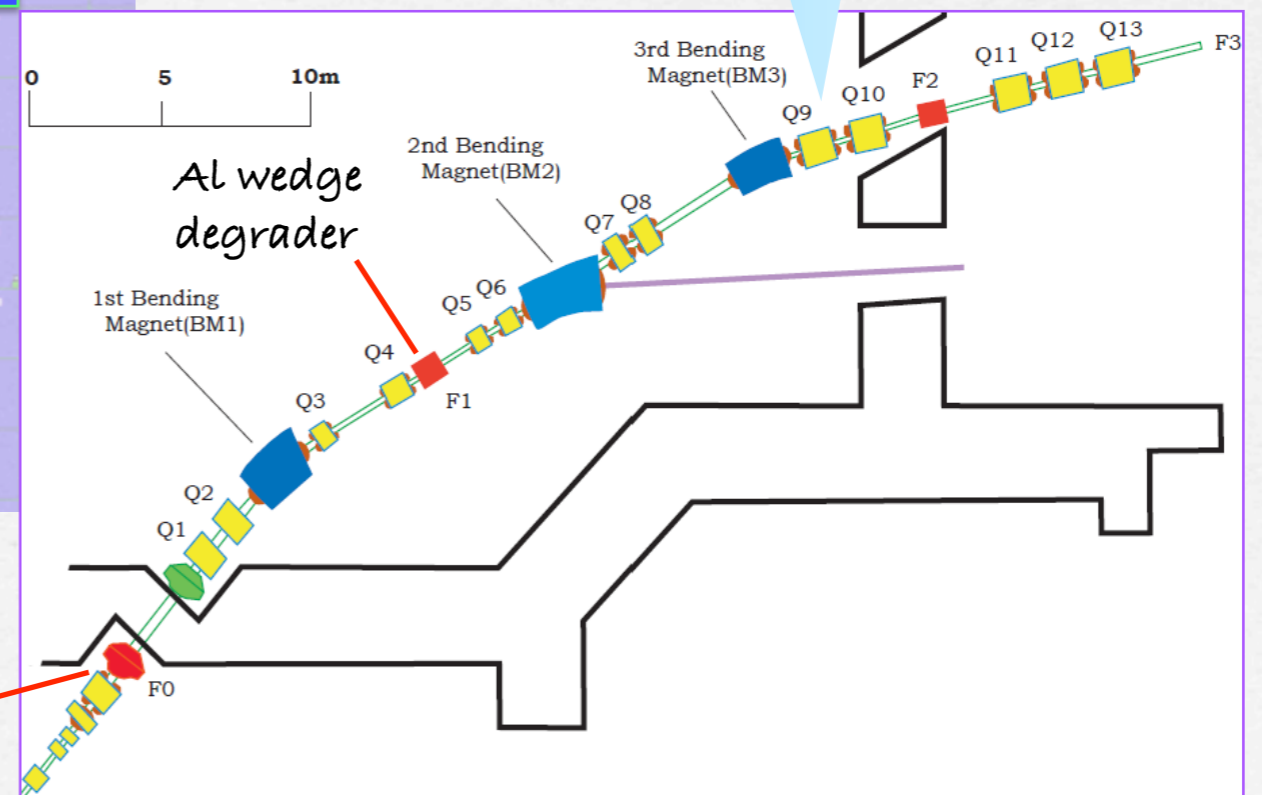 0 5 10m
3rd Bending
Magnet(BM3)
Q9
Q10
F2
Q11
Q12
Q13
F3
2nd Bending
Magnet(BM2)
Al wedge
degrader
Q7
Q8
1st Bending
Magnet(BM1)
Q5
Q6
Q4
F1
Q3
Q2
Q1
F0